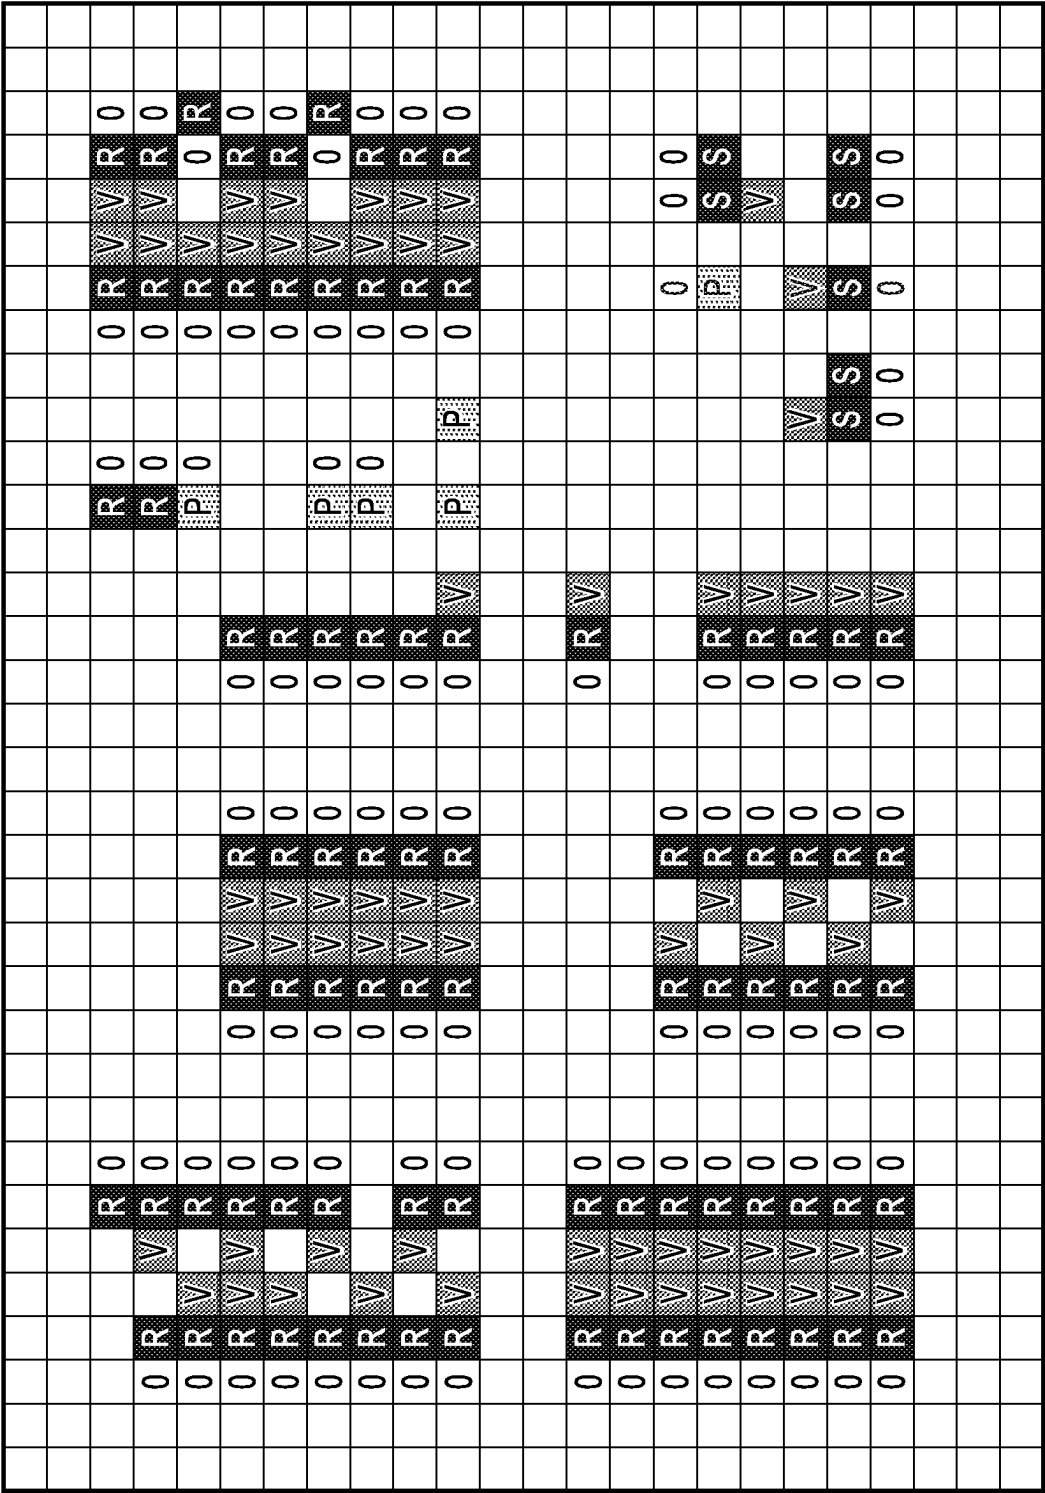 R 0 R 0 0 R V V R 0
0 R V R 0 R 0 0 R V V R 0
0 R V R 0 P 0 0 R V 0 R
0 R V V R 0 0 R V V R 0 0 R 0 R V V R 0
0 R V R 0 0 R V V R 0 0 R 0 R V V R 0
0 R V R 0 0 R V V R 0 0 R P 0 0 R V 0 R
0 R V 0 R V V R 0 0 R P 0 0 R V V R 0
0 R V R 0 0 R V V R 0 0 R 0 R V V R 0
0 R V R 0 0 R V V R 0 0 R V P P 0 R V V R 0
0 R V V R 0 0 R V
0 R V V R 0
0 R V V R 0 0 R V R 0 0 0 0
0 R V V R 0 0 R V R 0 0 R V P S S
0 R V V R 0 0 R V R 0 0 R V V
0 R V V R 0 0 R V R 0 0 R V V V
0 R V V R 0 0 R V R 0 0 R V S S S S S
0 R V V R 0 0 R V R 0 0 R V 0 0 0 0 0